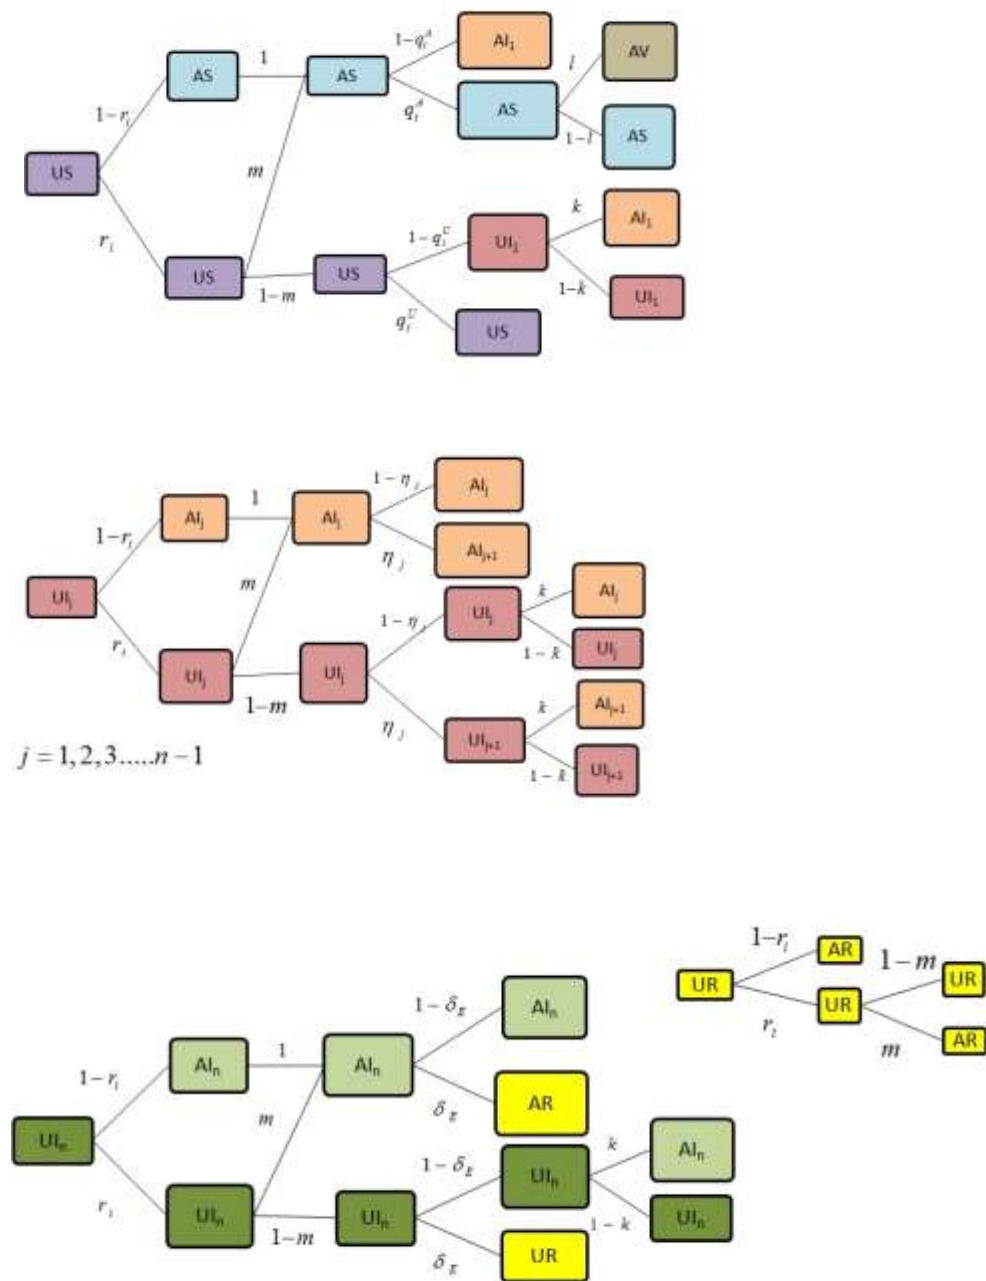 1−q_i^A
AI₁
AV
1
l
AS
AS
q_i^A
AS
1−l
AS
1−r_i
US
m
k
AI₁
1−q_i^U
UI₁
r_i
US
US
1−k
UI₁
1−m
q_i^U
US
1−η_j
AI_j
1
AI_j
AI_j
1−r_i
AI_{j+1}
η_j
UI_j
m
k
AI_j
1−η_j
UI_j
r_i
UI_j
UI_j
1−k
UI_j
1−m
k
AI_{j+1}
η_j
UI_{j+1}
1−k
UI_{j+1}
j = 1, 2, 3.....n − 1
1−r_i
AR
1−m
UR
UR
UR
r_i
m
AR
1−δ_E
AI_n
1
AI_n
AI_n
1−r_i
AR
m
δ_E
UI_n
k
AI_n
1−δ_E
UI_n
r_i
UI_n
UI_n
1−k
UI_n
1−m
δ_E
UR